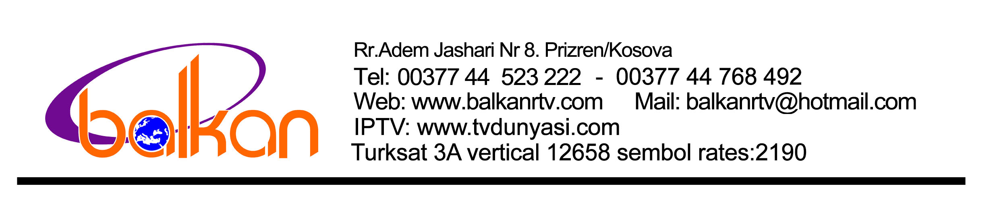 balkan
Rr.Adem Jashari Nr 8. Prizren/Kosova
Tel: 00377 44 523 222 - 00377 44 768 492
Web: www.balkanrtv.com Mail: balkanrtv@hotmail.com
IPTV: www.tvdunyasi.com
Turksat 3A vertical 12658 sembol rates:2190